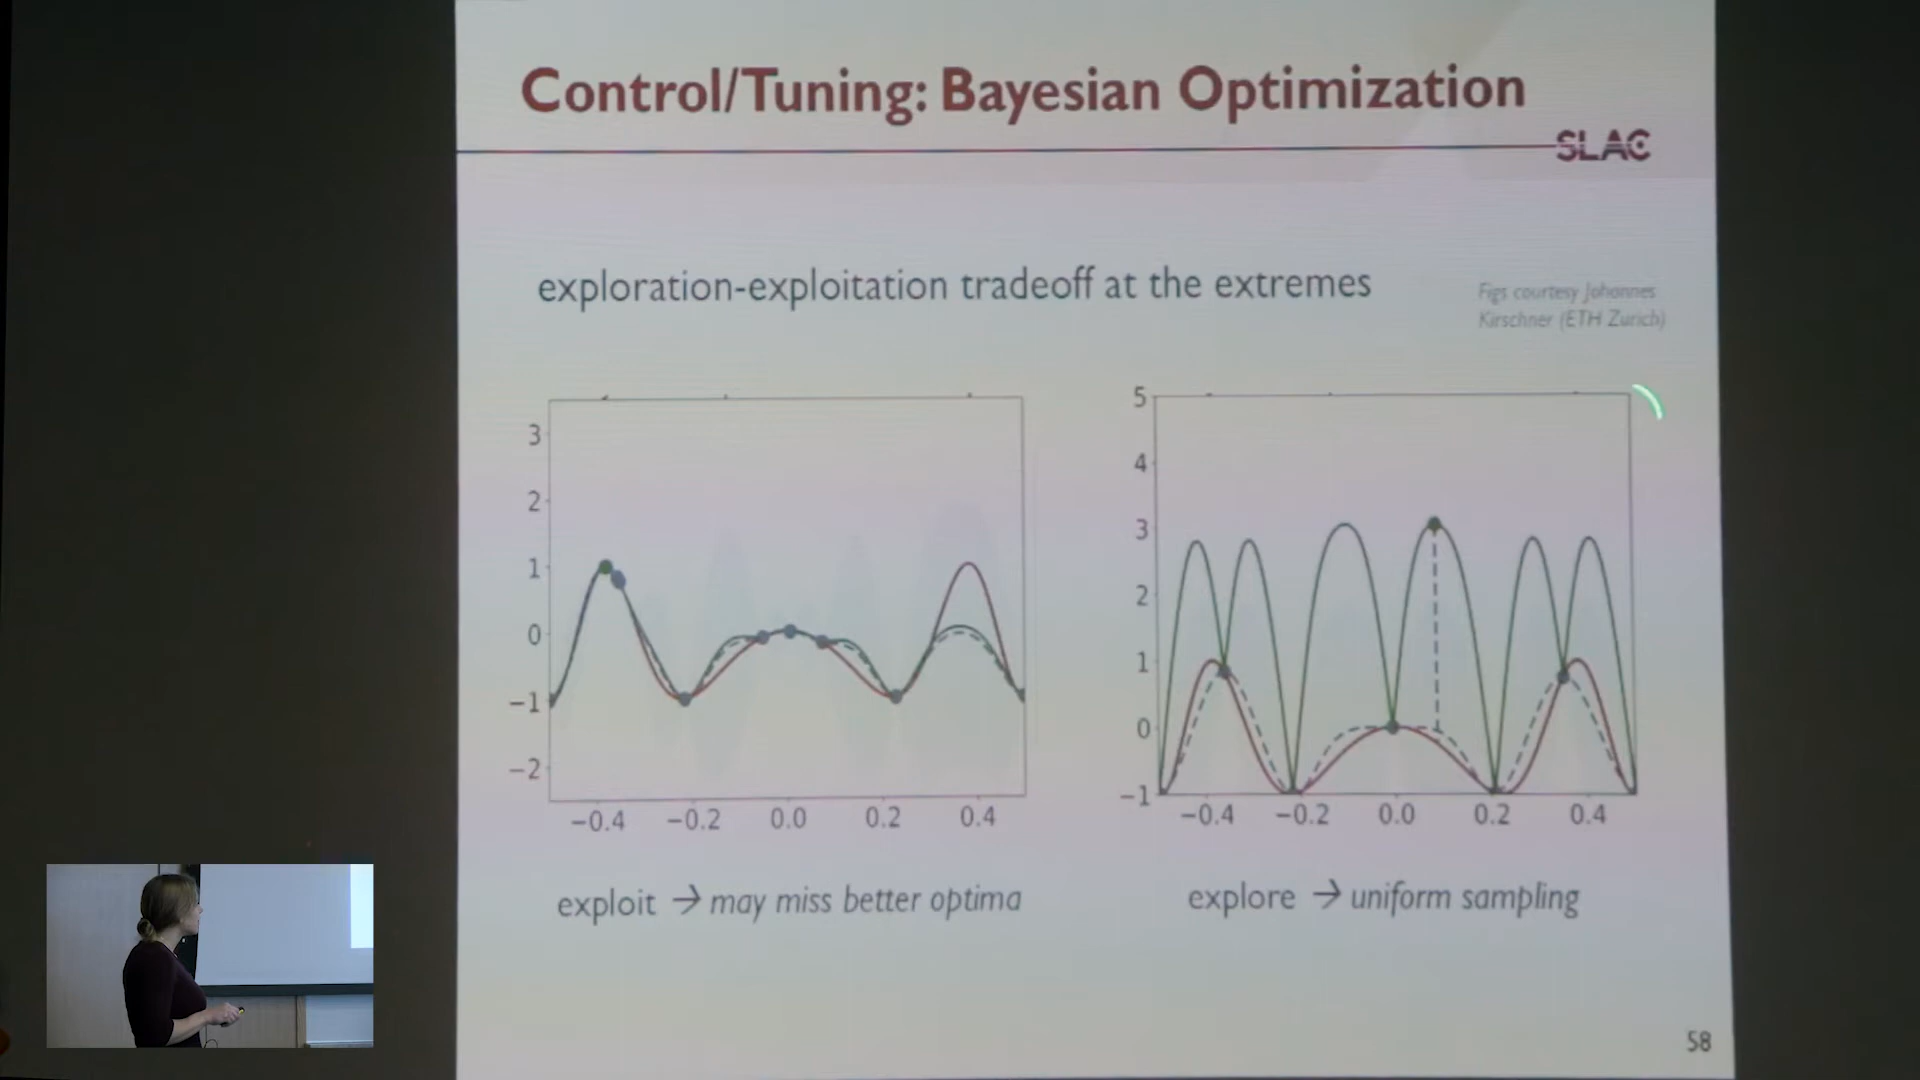 Control/Tuning: Bayesian Optimization
SLAC
exploration-exploitation tradeoff at the extremes
Figs courtesy Johannes
Kirschner (ETH Zurich)
3
2
1
0
−1
−2
−0.4 −0.2 0.0 0.2 0.4
5
4
3
2
1
0
−1
−0.4 −0.2 0.0 0.2 0.4
exploit → may miss better optima
explore → uniform sampling
58